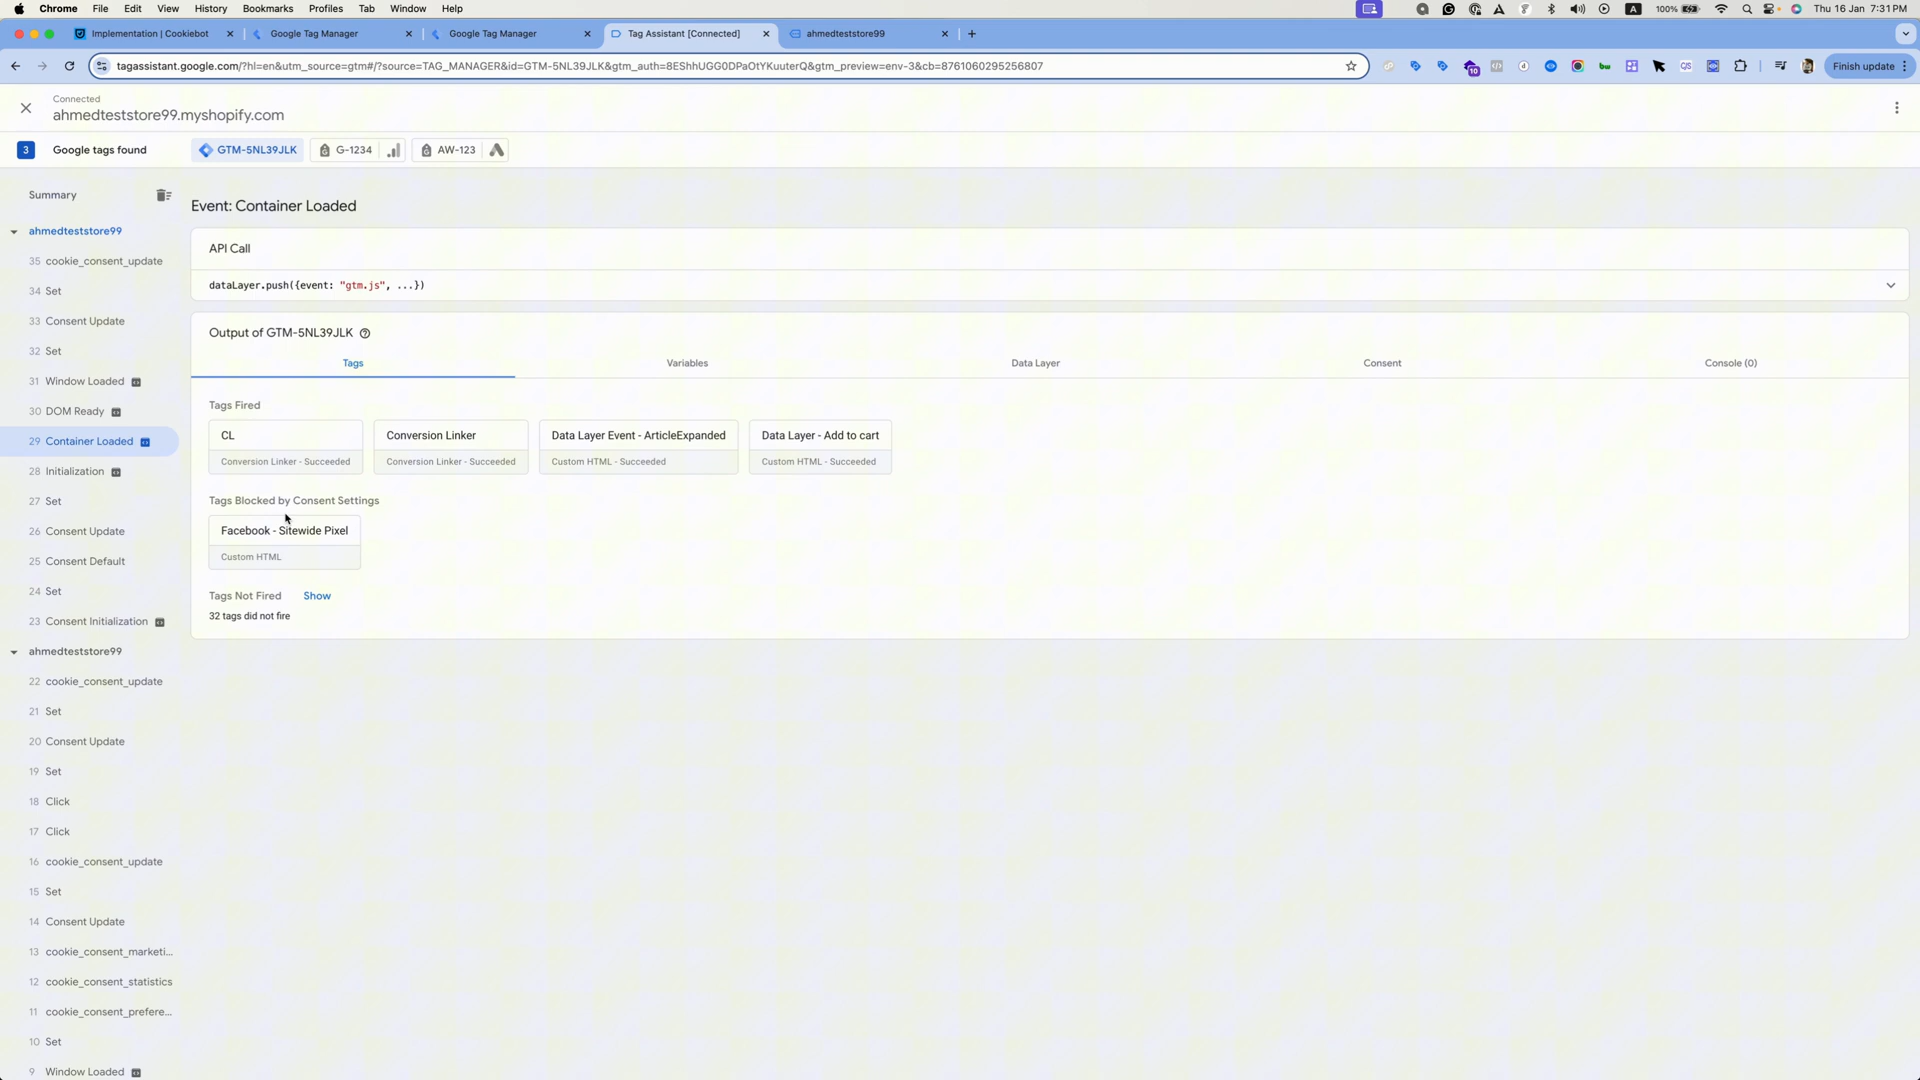 Chrome File Edit View History Bookmarks Profiles Tab Window Help 100% Thu 16 Jan 7:31 PM
Implementation | Cookiebot Google Tag Manager Google Tag Manager Tag Assistant [Connected] ahmedteststore99
tagassistant.google.com/?hl=en&utm_source=gtm#/?source=TAG_MANAGER&id=GTM-5NL39JLK&gtm_auth=8EShhUGG0DPaOtYKuuterQ&gtm_preview=env-3&cb=8761060295256807 10 Finish update
Connected
ahmedteststore99.myshopify.com
3 Google tags found GTM-5NL39JLK G-1234 AW-123
Summary
Event: Container Loaded
ahmedteststore99
API Call
35 cookie_consent_update
dataLayer.push({event: "gtm.js", ...})
34 Set
33 Consent Update
Output of GTM-5NL39JLK
32 Set
Tags Variables Data Layer Consent Console (0)
31 Window Loaded
30 DOM Ready
Tags Fired
29 Container Loaded
CL Conversion Linker Data Layer Event - ArticleExpanded Data Layer - Add to cart
Conversion Linker - Succeeded Conversion Linker - Succeeded Custom HTML - Succeeded Custom HTML - Succeeded
28 Initialization
27 Set
Tags Blocked by Consent Settings
26 Consent Update
Facebook - Sitewide Pixel
Custom HTML
25 Consent Default
24 Set
Tags Not Fired Show
32 tags did not fire
23 Consent Initialization
ahmedteststore99
22 cookie_consent_update
21 Set
20 Consent Update
19 Set
18 Click
17 Click
16 cookie_consent_update
15 Set
14 Consent Update
13 cookie_consent_marketi...
12 cookie_consent_statistics
11 cookie_consent_prefere...
10 Set
9 Window Loaded